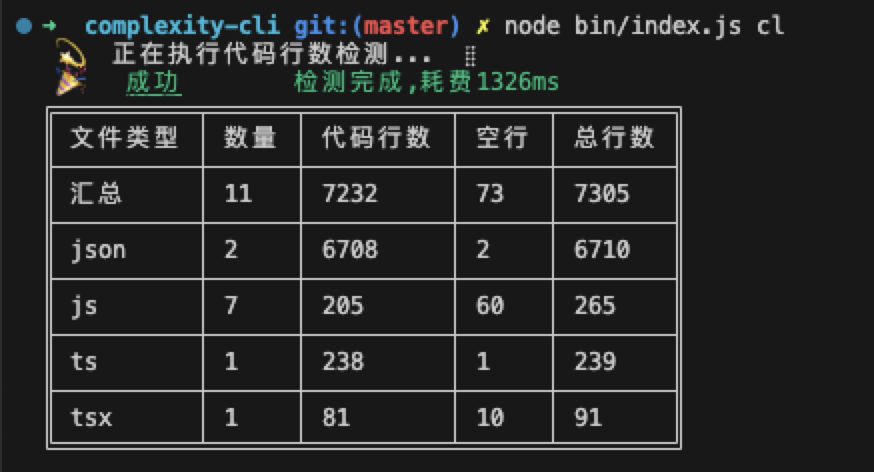 ➜ complexity-cli git:(master) ✗ node bin/index.js cl
正在执行代码行数检测...
成功 检测完成,耗费1326ms
文件类型 数量 代码行数 空行 总行数
汇总 11 7232 73 7305
json 2 6708 2 6710
js 7 205 60 265
ts 1 238 1 239
tsx 1 81 10 91